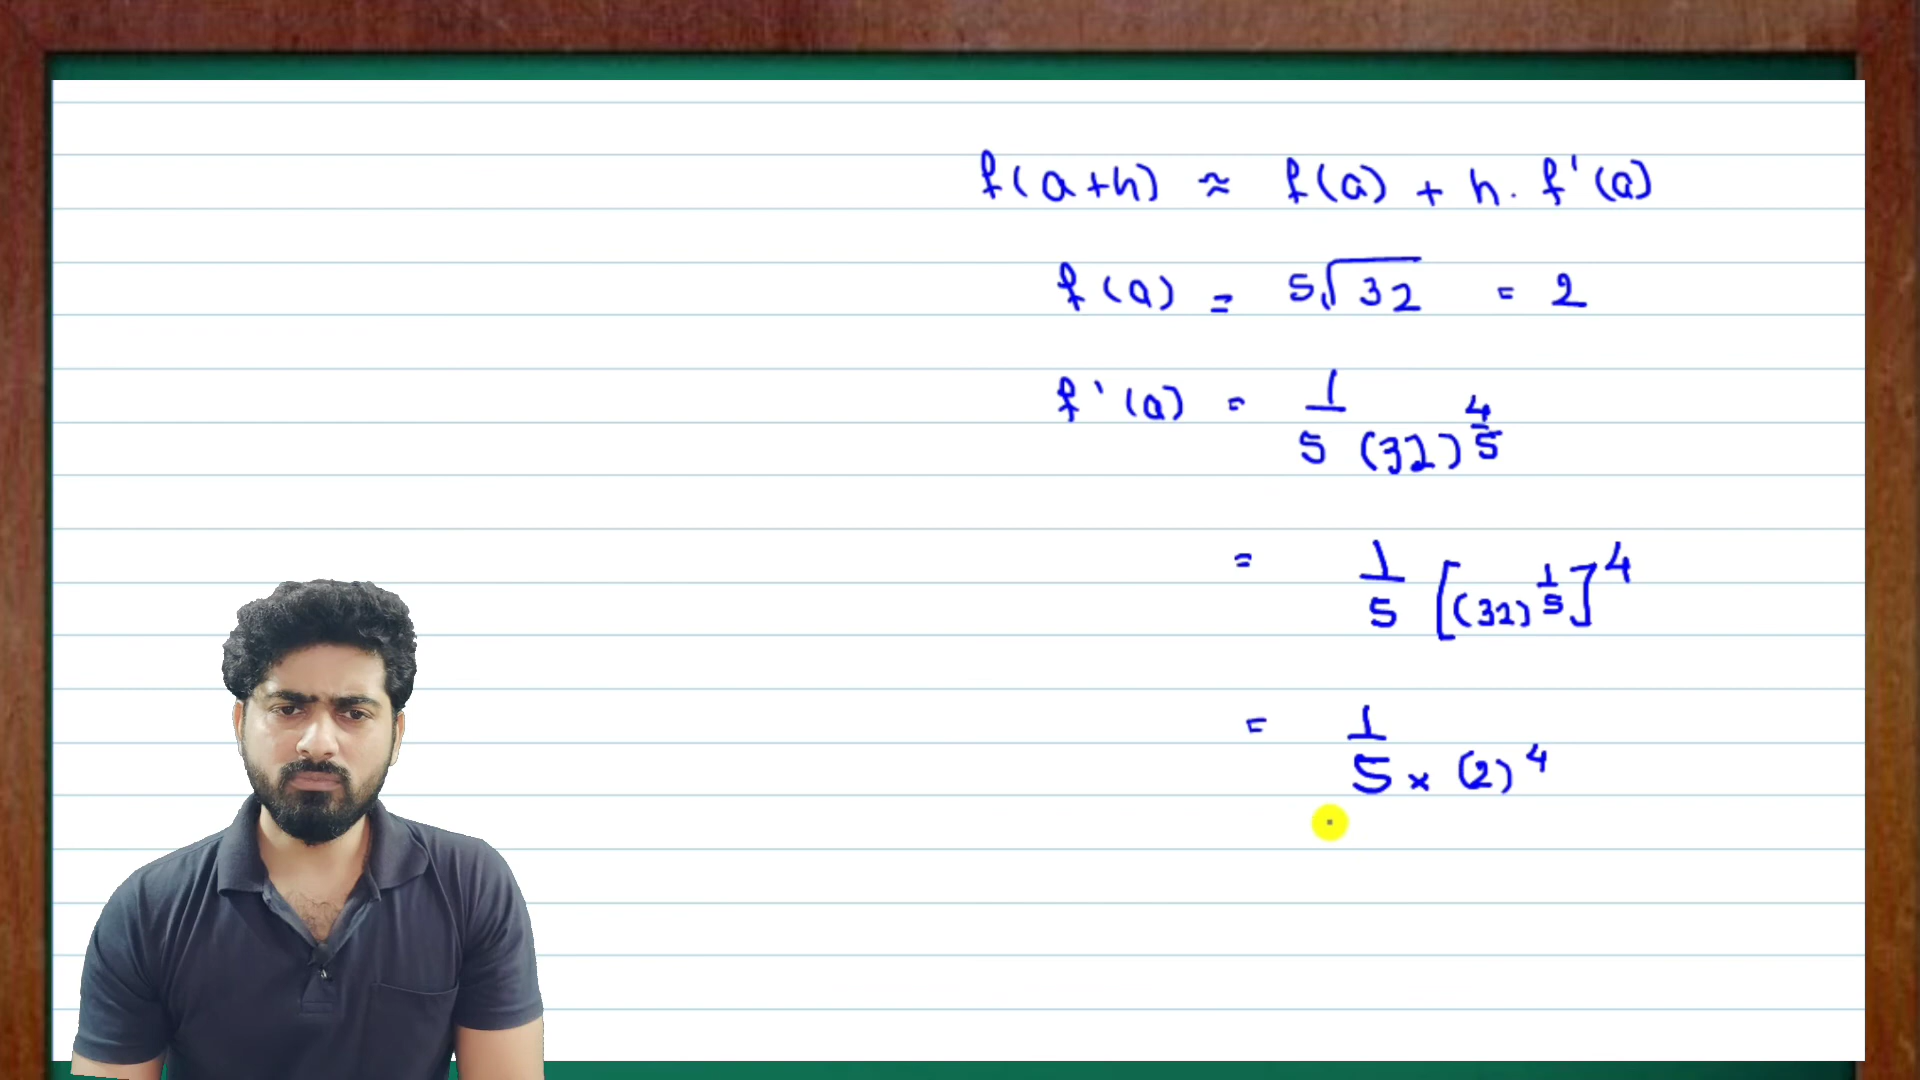 f(a+h) ≈ f(a) + h. f'(a)
f(a) = 5√32 = 2
f'(a) = 1/5 (32)^4/5
= 1/5 [(32)^1/5]^4
= 1/5 × (2)^4